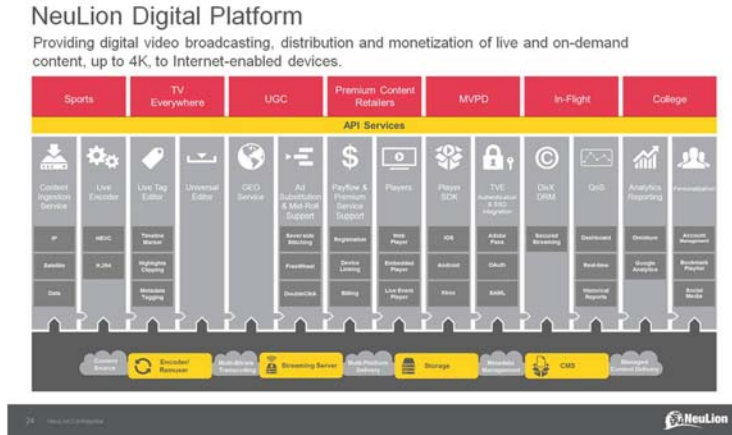 NeuLion Digital Platform
Providing digital video broadcasting, distribution and monetization of live and on-demand
content, up to 4K, to Internet-enabled devices.
Sports
TV
Everywhere
UGC
Premium Content
Retailers
MVPD
In-Flight
College
API Services
Content
Ingestion
Service
Live
Encoder
Live Tag
Editor
Universal
Editor
GEO
Service
Ad
Substitution
& Mid-Roll
Support
Payflow &
Premium
Service
Support
Players
Player
SDK
TVE
Authentication
& SSO
Integration
DivX
DRM
QoS
Analytics
Reporting
Personalization
IP
Satellite
Data
HEVC
H.264
Timeline
Marker
Highlights
Clipping
Metadata
Tagging
Server side
Stitching
FreeWheel
DoubleClick
Registration
Device
Linking
Billing
Web
Player
Embedded
Player
Live Event
Player
iOS
Android
Xbox
Adobe
Pass
OAuth
SAML
Secured
Streaming
Dashboard
Real-time
Historical
Reports
Omniture
Google
Analytics
Account
Management
Bookmark
Playlist
Social
Media
Content
Source
Encoder/
Remuxer
Multi-Bitrate
Transcoding
Streaming Server
Multi-Platform
Delivery
Storage
Metadata
Management
CMS
Managed
Content Delivery
24
NeuLion